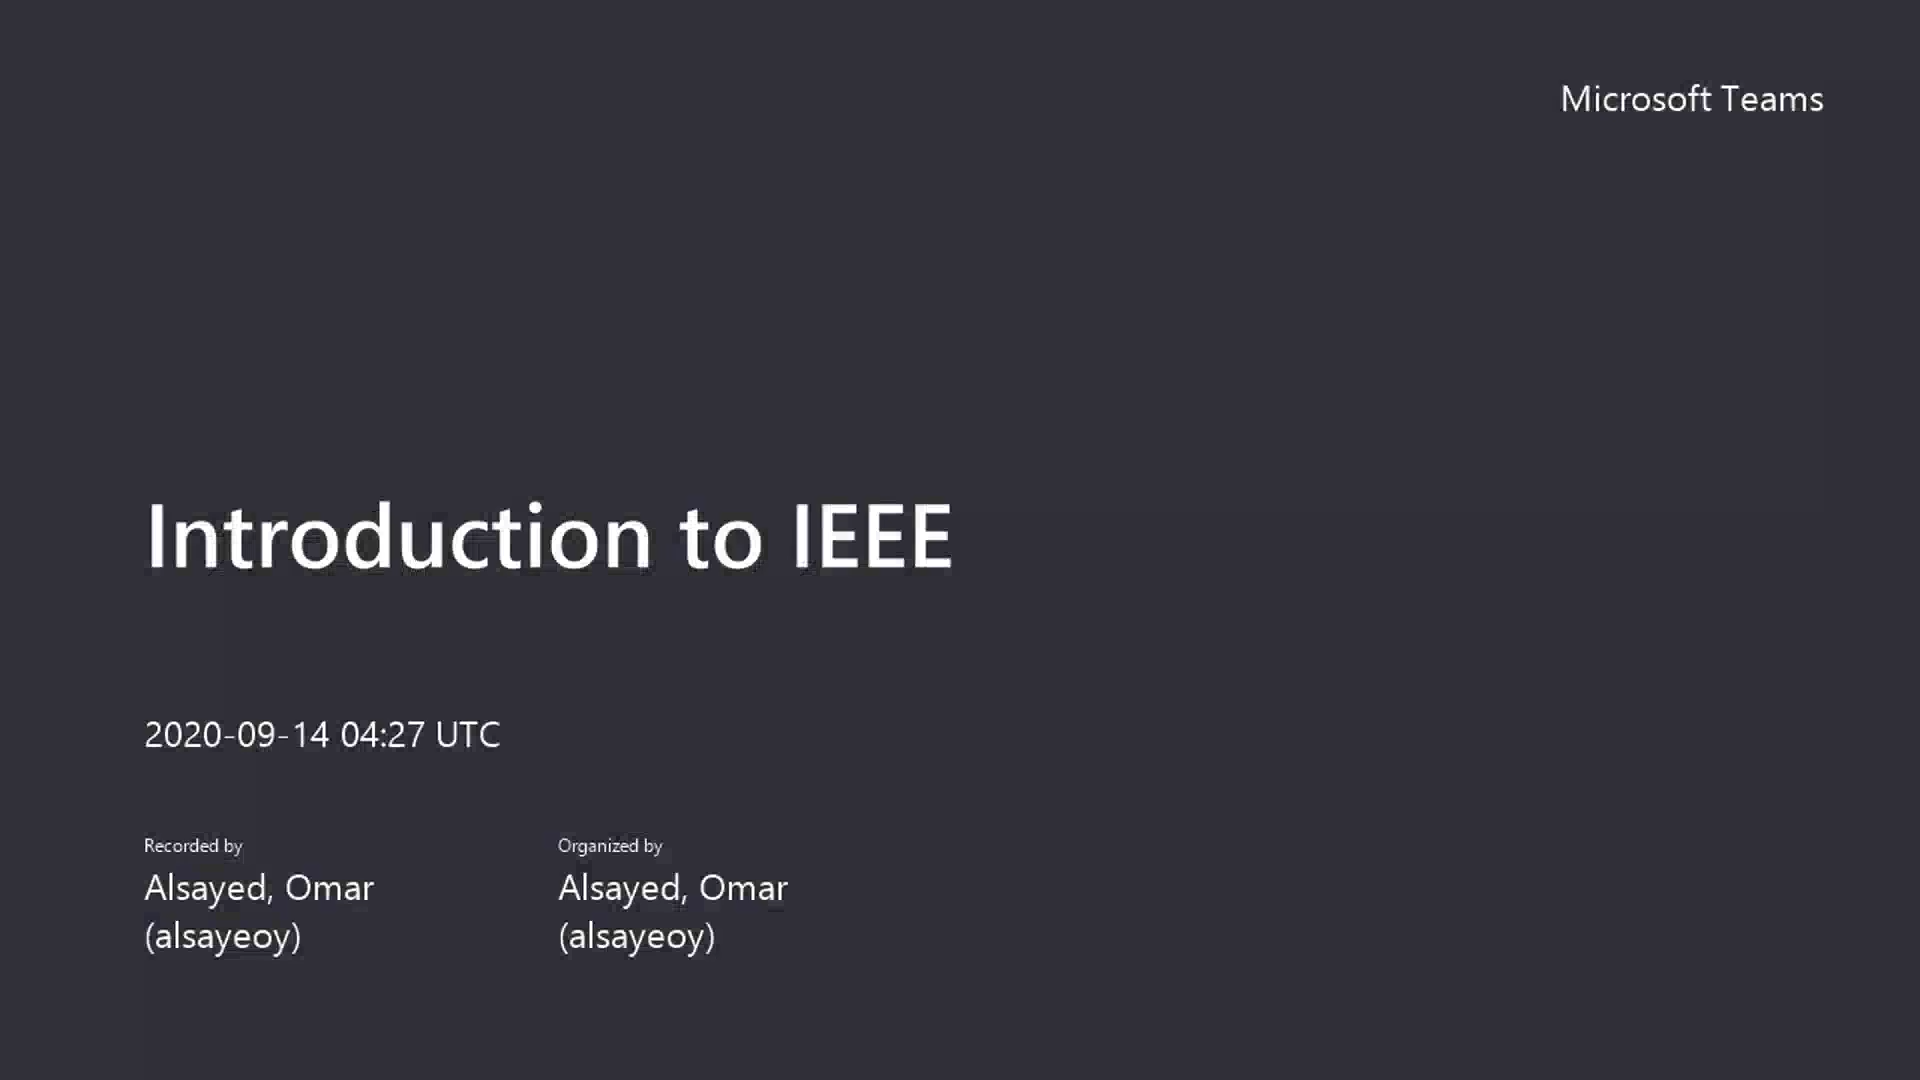 Microsoft Teams
Introduction to IEEE
2020-09-14 04:27 UTC
Recorded by
Alsayed, Omar
(alsayeoy)
Organized by
Alsayed, Omar
(alsayeoy)